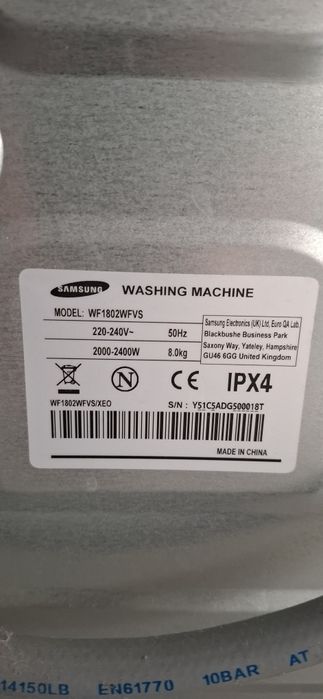 SAMSUNG WASHING MACHINE
MODEL: WF1802WFVS
220-240V~ 50Hz
2000-2400W 8.0kg
Samsung Electronics (UK) Ltd, Euro QA Lab.
Blackbushe Business Park
Saxony Way, Yateley, Hampshire
GU46 6GG United Kingdom
N CE IPX4
WF1802WFVS/XEO S/N : Y51C5ADG500018T
MADE IN CHINA
14150LB EN61770 10BAR AT